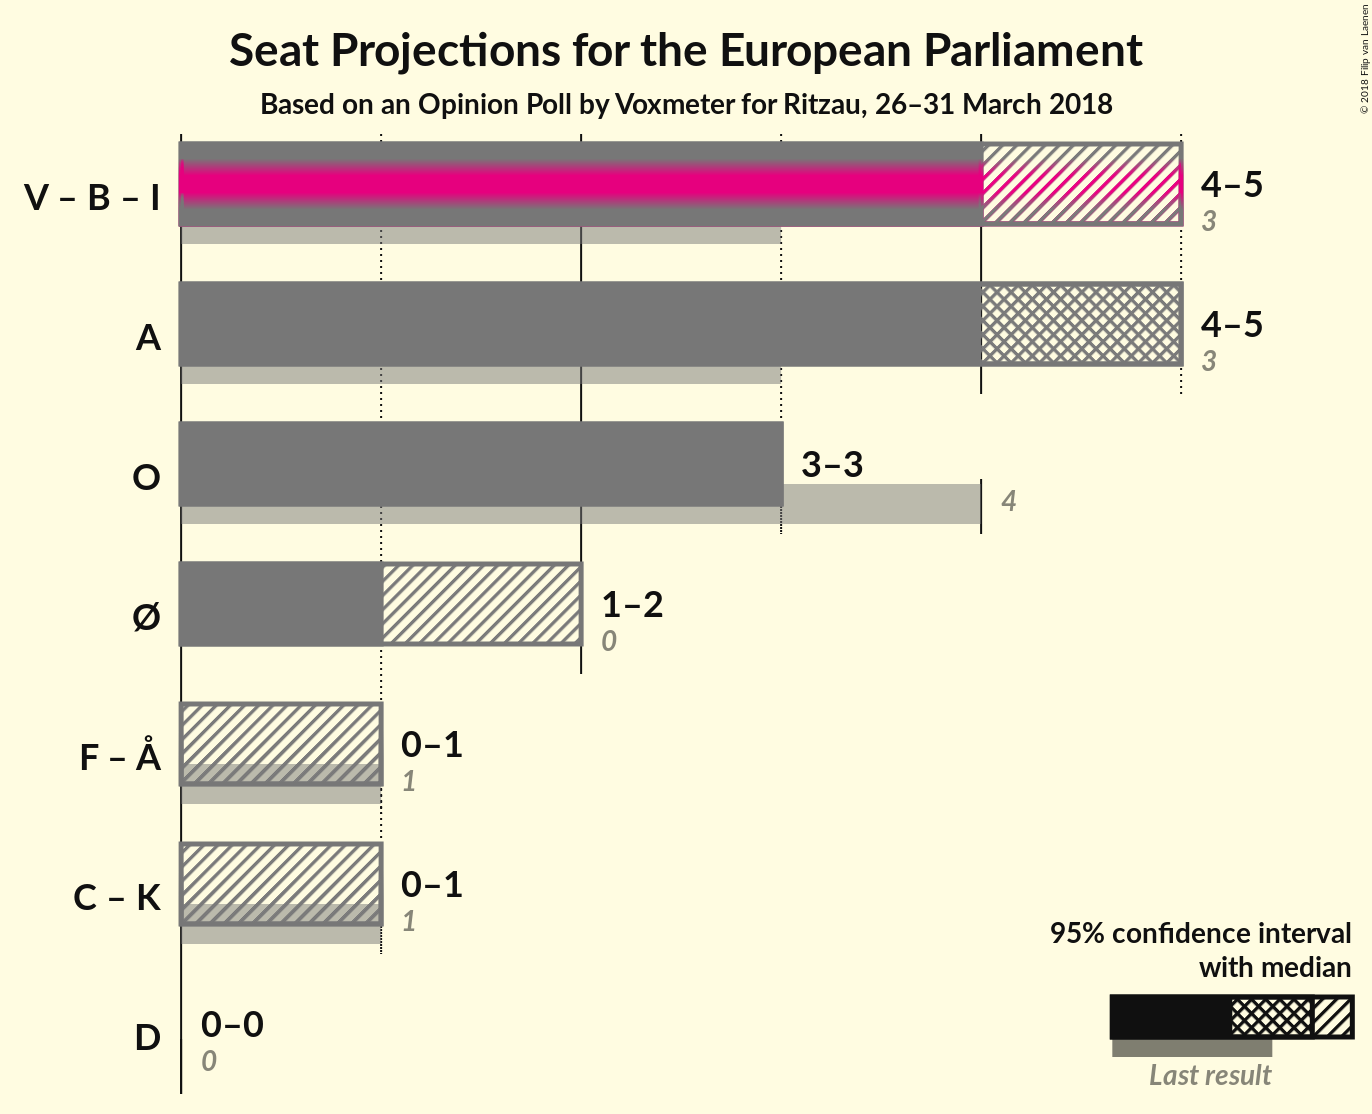 Seat Projections for the European Parliament
Based on an Opinion Poll by Voxmeter for Ritzau, 26–31 March 2018
© 2018 Filip van Laenen
V – B – I
4–5
3
A
4–5
3
O
3–3
4
Ø
1–2
0
F – Å
0–1
1
C – K
0–1
1
D
0–0
0
95% confidence interval
with median
Last result